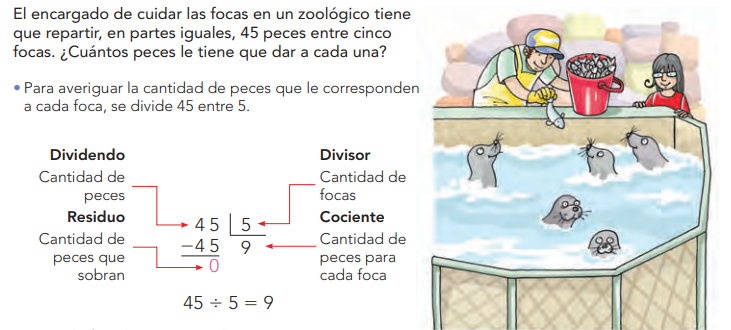 El encargado de cuidar las focas en un zoológico tiene
que repartir, en partes iguales, 45 peces entre cinco
focas. ¿Cuántos peces le tiene que dar a cada una?
• Para averiguar la cantidad de peces que le corresponden
a cada foca, se divide 45 entre 5.
Dividendo
Cantidad de
peces
Residuo
Cantidad de
peces que
sobran
45 5
−45 9
0
Divisor
Cantidad de
focas
Cociente
Cantidad de
peces para
cada foca
45 ÷ 5 = 9